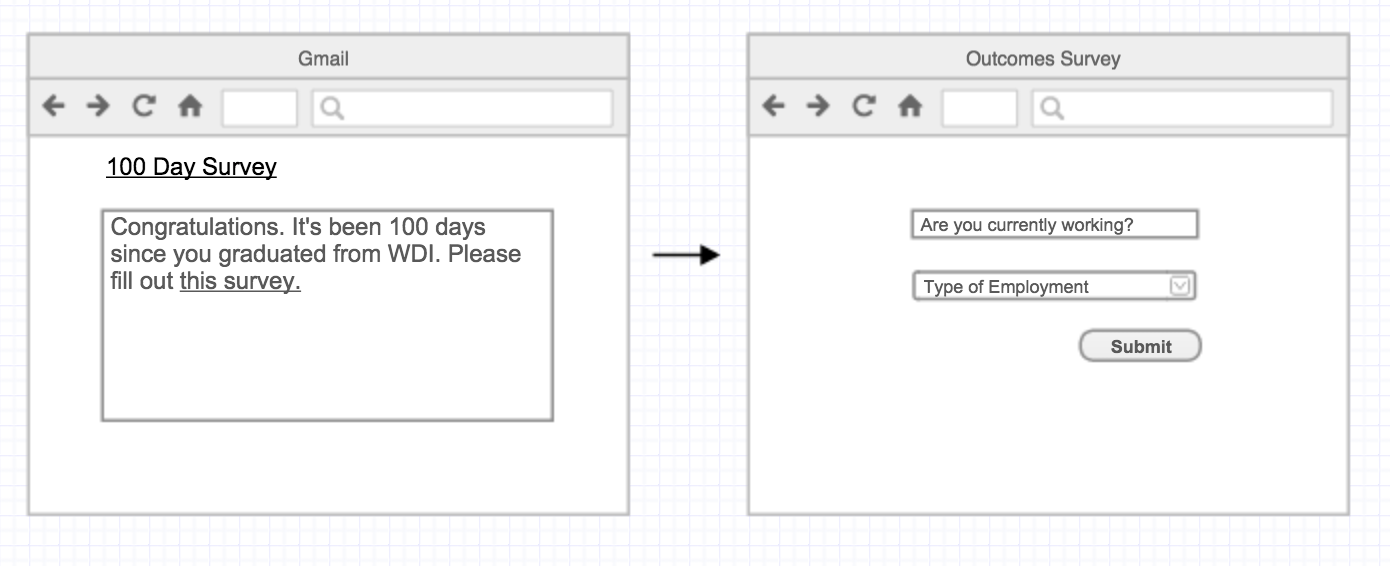 Gmail
100 Day Survey
Congratulations. It's been 100 days
since you graduated from WDI. Please
fill out this survey.
Outcomes Survey
Are you currently working?
Type of Employment
Submit